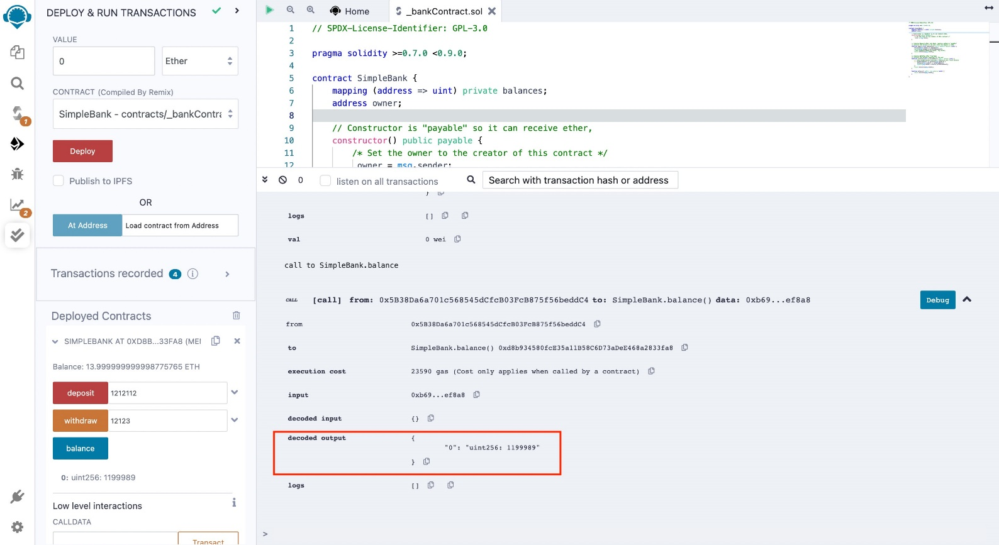 DEPLOY & RUN TRANSACTIONS
VALUE
0
Ether
CONTRACT (Compiled By Remix)
SimpleBank - contracts/_bankContra
Deploy
Publish to IPFS
OR
At Address
Load contract from Address
Transactions recorded 4
Deployed Contracts
SIMPLEBANK AT 0XD8B...33FA8 (MEI
Balance: 13.999999999998775765 ETH
deposit
1212112
withdraw
12123
balance
0: uint256: 1199989
Low level interactions
CALLDATA
Transact
1
2
Home
_bankContract.sol
1 // SPDX-License-Identifier: GPL-3.0
2
3 pragma solidity >=0.7.0 <0.9.0;
4
5 contract SimpleBank {
6 mapping (address => uint) private balances;
7 address owner;
8
9 // Constructor is "payable" so it can receive ether,
10 constructor() public payable {
11 /* Set the owner to the creator of this contract */
12 owner = msg.sender;
0
listen on all transactions
Search with transaction hash or address
}
logs []
val 0 wei
call to SimpleBank.balance
CALL [call] from: 0x5B38Da6a701c568545dCfcB03FcB875f56beddC4 to: SimpleBank.balance() data: 0xb69...ef8a8
Debug
from 0x5B38Da6a701c568545dCfcB03FcB875f56beddC4
to SimpleBank.balance() 0xd8b934580fcE35a11B58C6D73aDeE468a2833fa8
execution cost 23590 gas (Cost only applies when called by a contract)
input 0xb69...ef8a8
decoded input {}
decoded output {
"0": "uint256: 1199989"
}
logs []
>